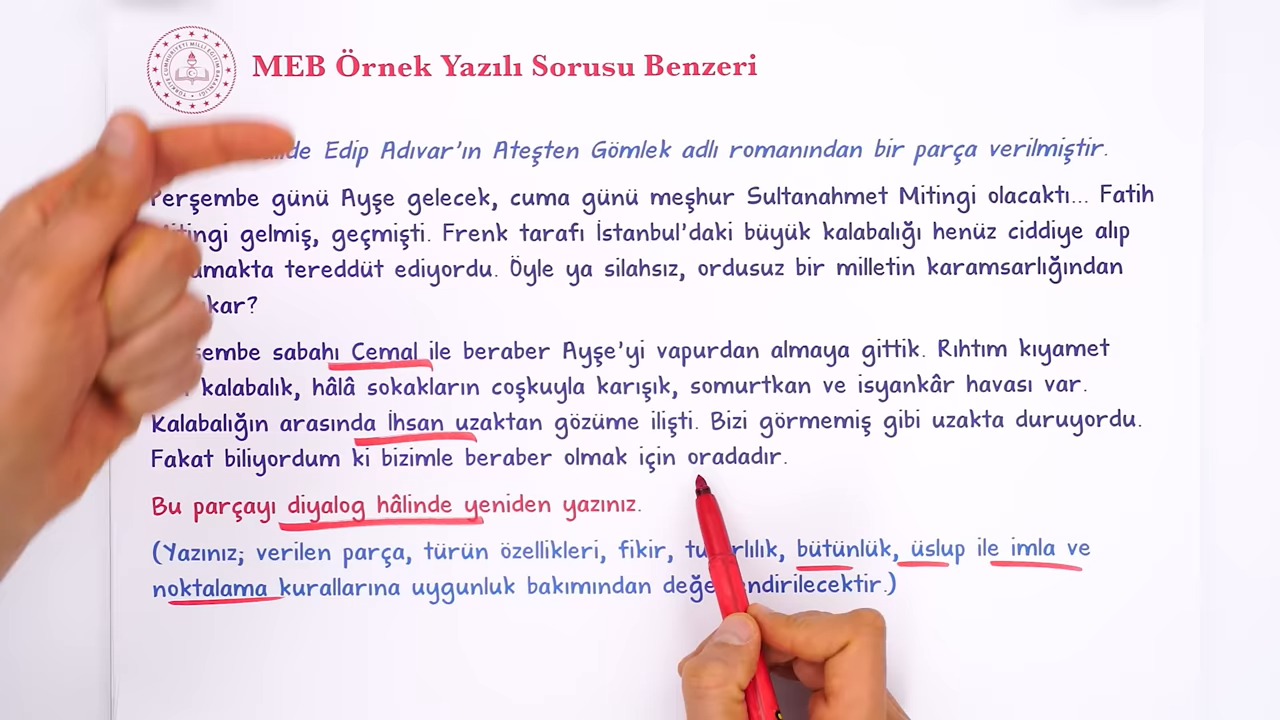 MEB Örnek Yazılı Sorusu Benzeri
Edip Adıvar'ın Ateşten Gömlek adlı romanından bir parça verilmiştir.
Perşembe günü Ayşe gelecek, cuma günü meşhur Sultanahmet Mitingi olacaktı... Fatih
Mitingi gelmiş, geçmişti. Frenk tarafı İstanbul'daki büyük kalabalığı henüz ciddiye alıp
tereddüt ediyordu. Öyle ya silahsız, ordusuz bir milletin karamsarlığından
sabahı Cemal ile beraber Ayşe'yi vapurdan almaya gittik. Rıhtım kıyamet
kalabalık, hâlâ sokakların coşkuyla karışık, somurtkan ve isyankâr havası var.
Kalabalığın arasında İhsan uzaktan gözüme ilişti. Bizi görmemiş gibi uzakta duruyordu.
Fakat biliyordum ki bizimle beraber olmak için oradadır.
Bu parçayı diyalog hâlinde yeniden yazınız.
(Yazınız; verilen parça, türün özellikleri, fikir, tutarlılık, bütünlük, üslup ile imla ve
noktalama kurallarına uygunluk bakımından değerlendirilecektir.)